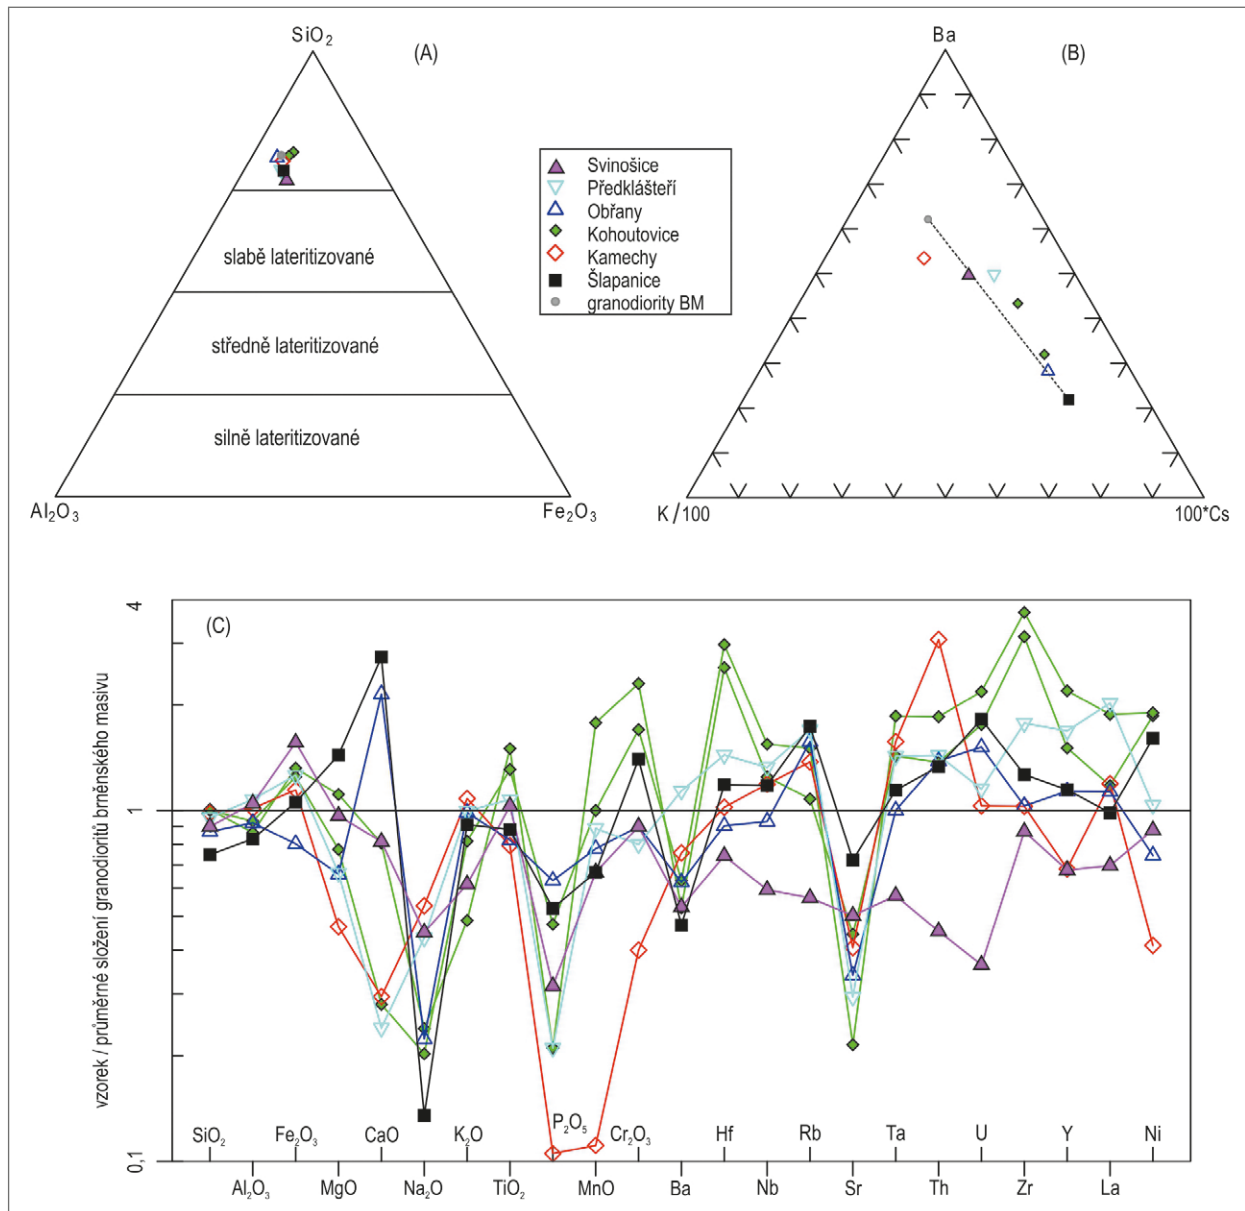 SiO₂
(A)
slabě lateritizované
středně lateritizované
silně lateritizované
Al₂O₃
Fe₂O₃
Svinošice
Předklášteří
Obřany
Kohoutovice
Kamechy
Šlapanice
granodiority BM
Ba
(B)
K/100
100*Cs
(C)
4
1
0,1
vzorek / průměrné složení granodioritů brněnského masivu
SiO₂
Fe₂O₃
CaO
K₂O
P₂O₅
Cr₂O₃
Hf
Rb
Ta
U
Y
Ni
Al₂O₃
MgO
Na₂O
TiO₂
MnO
Ba
Nb
Sr
Th
Zr
La